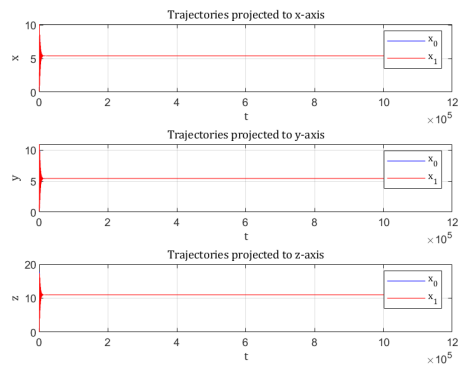 Trajectories projected to x-axis
10
5
0
x
x0
x1
0 2 4 6 8 10 12
t
×10^5
Trajectories projected to y-axis
10
5
0
y
x0
x1
0 2 4 6 8 10 12
t
×10^5
Trajectories projected to z-axis
20
10
0
z
x0
x1
0 2 4 6 8 10 12
t
×10^5